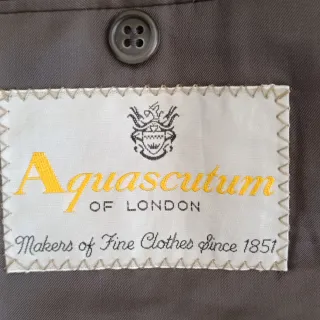 Aquascutum
OF LONDON
Makers of Fine Clothes Since 1851